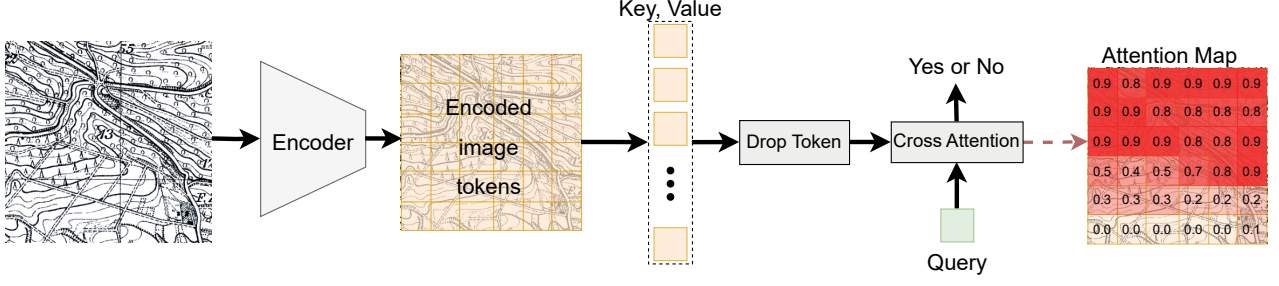 Key, Value
Encoder
Encoded
image
tokens
Drop Token
Yes or No
Cross Attention
Query
Attention Map
0.9 0.8 0.9 0.9 0.9 0.9
0.9 0.9 0.8 0.8 0.8 0.9
0.9 0.9 0.9 0.8 0.8 0.9
0.5 0.4 0.5 0.7 0.8 0.9
0.3 0.3 0.3 0.2 0.2 0.2
0.0 0.0 0.0 0.0 0.0 0.1
55
73